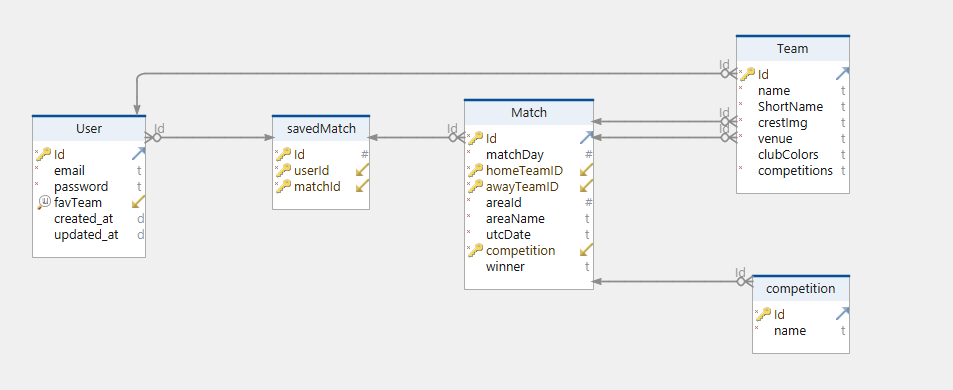 Team
Id
Id
name t
ShortName t
crestImg t
venue t
clubColors t
competitions t
Id
Id
User
Id
Id
email t
password t
favTeam
created_at d
updated_at d
savedMatch
Id #
userId
matchId
Match
Id
Id
matchDay #
homeTeamID
awayTeamID
areaId #
areaName t
utcDate t
competition
winner t
Id
competition
Id
name t